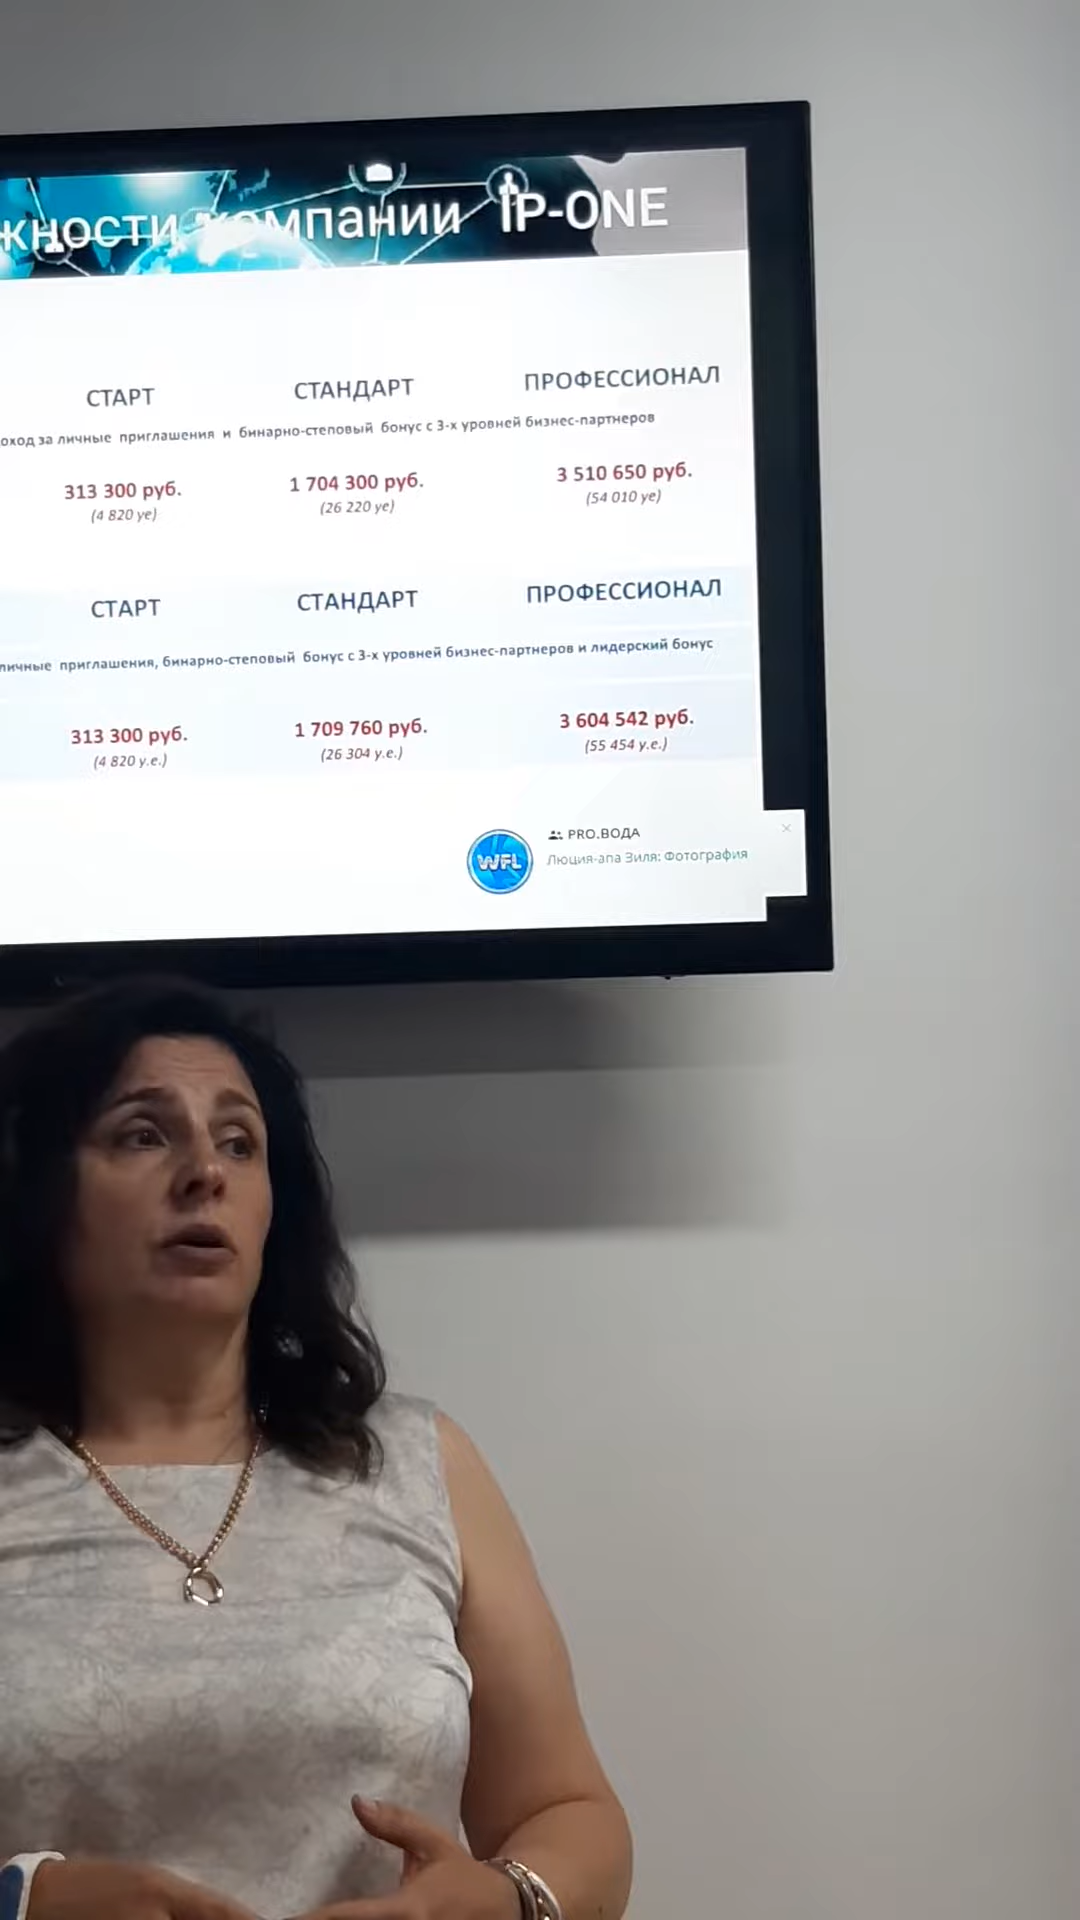 жности компании IP-ONE
СТАРТ СТАНДАРТ ПРОФЕССИОНАЛ
оход за личные приглашения и бинарно-степовый бонус с 3-х уровней бизнес-партнеров
313 300 руб. 1 704 300 руб. 3 510 650 руб.
(4 820 уе) (26 220 уе) (54 010 уе)
СТАРТ СТАНДАРТ ПРОФЕССИОНАЛ
личные приглашения, бинарно-степовый бонус с 3-х уровней бизнес-партнеров и лидерский бонус
313 300 руб. 1 709 760 руб. 3 604 542 руб.
(4 820 у.е.) (26 304 у.е.) (55 454 у.е.)
WFL
PRO.ВОДА
Люция-апа Зиля: Фотография